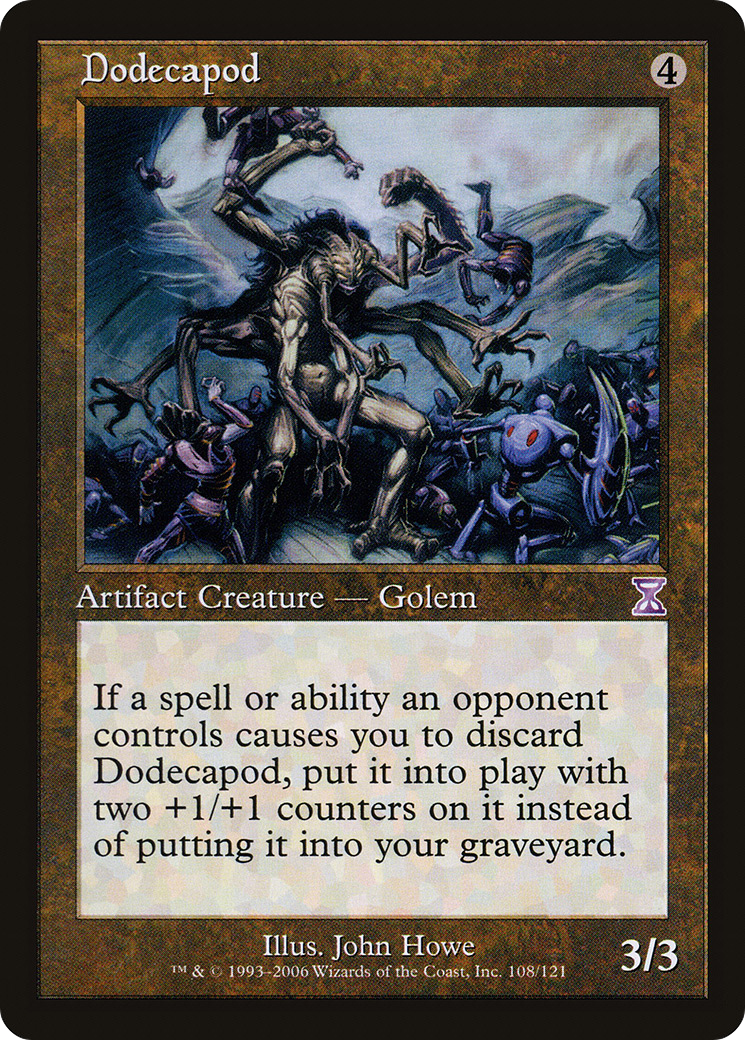 Dodecapod
4
Artifact Creature — Golem
If a spell or ability an opponent
controls causes you to discard
Dodecapod, put it into play with
two +1/+1 counters on it instead
of putting it into your graveyard.
Illus. John Howe
3/3
™ & © 1993–2006 Wizards of the Coast, Inc. 108/121